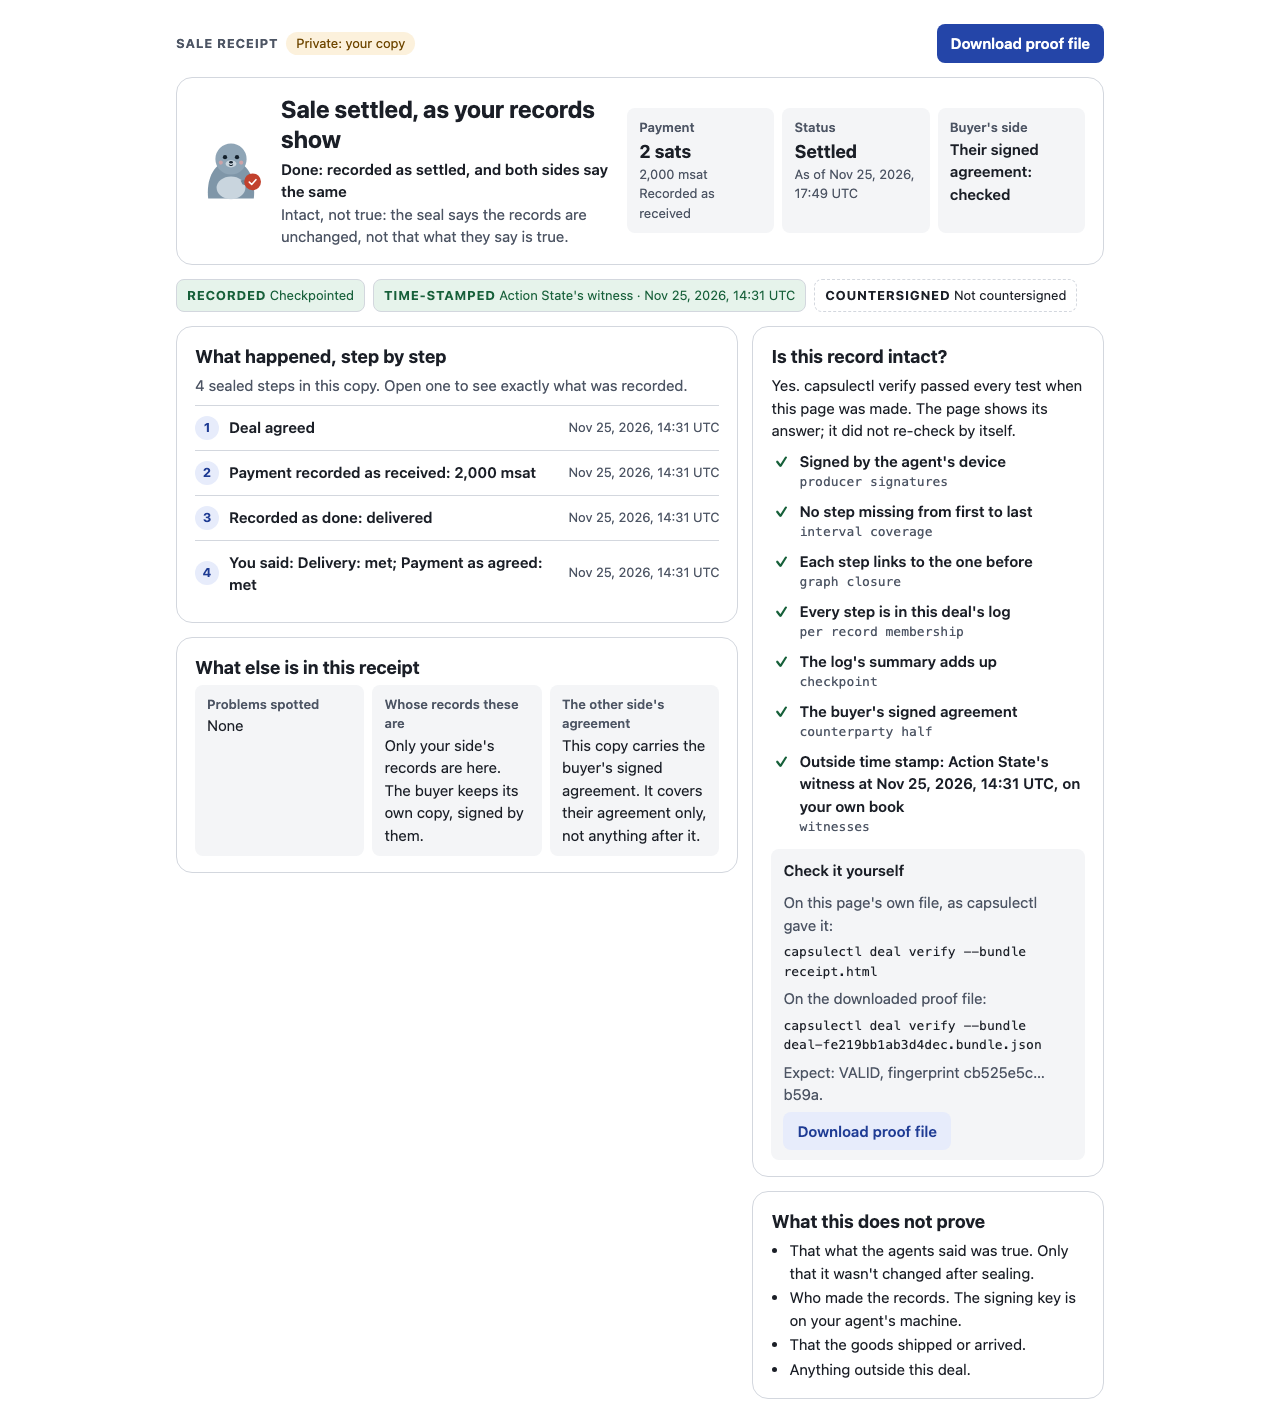 SALE RECEIPT Private: your copy
Download proof file
Sale settled, as your records
show
Done: recorded as settled, and both sides say
the same
Intact, not true: the seal says the records are
unchanged, not that what they say is true.
Payment
2 sats
2,000 msat
Recorded as
received
Status
Settled
As of Nov 25, 2026,
17:49 UTC
Buyer's side
Their signed
agreement:
checked
RECORDED Checkpointed
TIME-STAMPED Action State's witness · Nov 25, 2026, 14:31 UTC
COUNTERSIGNED Not countersigned
What happened, step by step
4 sealed steps in this copy. Open one to see exactly what was recorded.
1 Deal agreed Nov 25, 2026, 14:31 UTC
2 Payment recorded as received: 2,000 msat Nov 25, 2026, 14:31 UTC
3 Recorded as done: delivered Nov 25, 2026, 14:31 UTC
4 You said: Delivery: met; Payment as agreed: Nov 25, 2026, 14:31 UTC
met
What else is in this receipt
Problems spotted
None
Whose records these
are
Only your side's
records are here.
The buyer keeps its
own copy, signed by
them.
The other side's
agreement
This copy carries the
buyer's signed
agreement. It covers
their agreement only,
not anything after it.
Is this record intact?
Yes. capsulectl verify passed every test when
this page was made. The page shows its
answer; it did not re-check by itself.
Signed by the agent's device
producer signatures
No step missing from first to last
interval coverage
Each step links to the one before
graph closure
Every step is in this deal's log
per record membership
The log's summary adds up
checkpoint
The buyer's signed agreement
counterparty half
Outside time stamp: Action State's
witness at Nov 25, 2026, 14:31 UTC, on
your own book
witnesses
Check it yourself
On this page's own file, as capsulectl
gave it:
capsulectl deal verify --bundle
receipt.html
On the downloaded proof file:
capsulectl deal verify --bundle
deal-fe219bb1ab3d4dec.bundle.json
Expect: VALID, fingerprint cb525e5c…
b59a.
Download proof file
What this does not prove
• That what the agents said was true. Only
that it wasn't changed after sealing.
• Who made the records. The signing key is
on your agent's machine.
• That the goods shipped or arrived.
• Anything outside this deal.